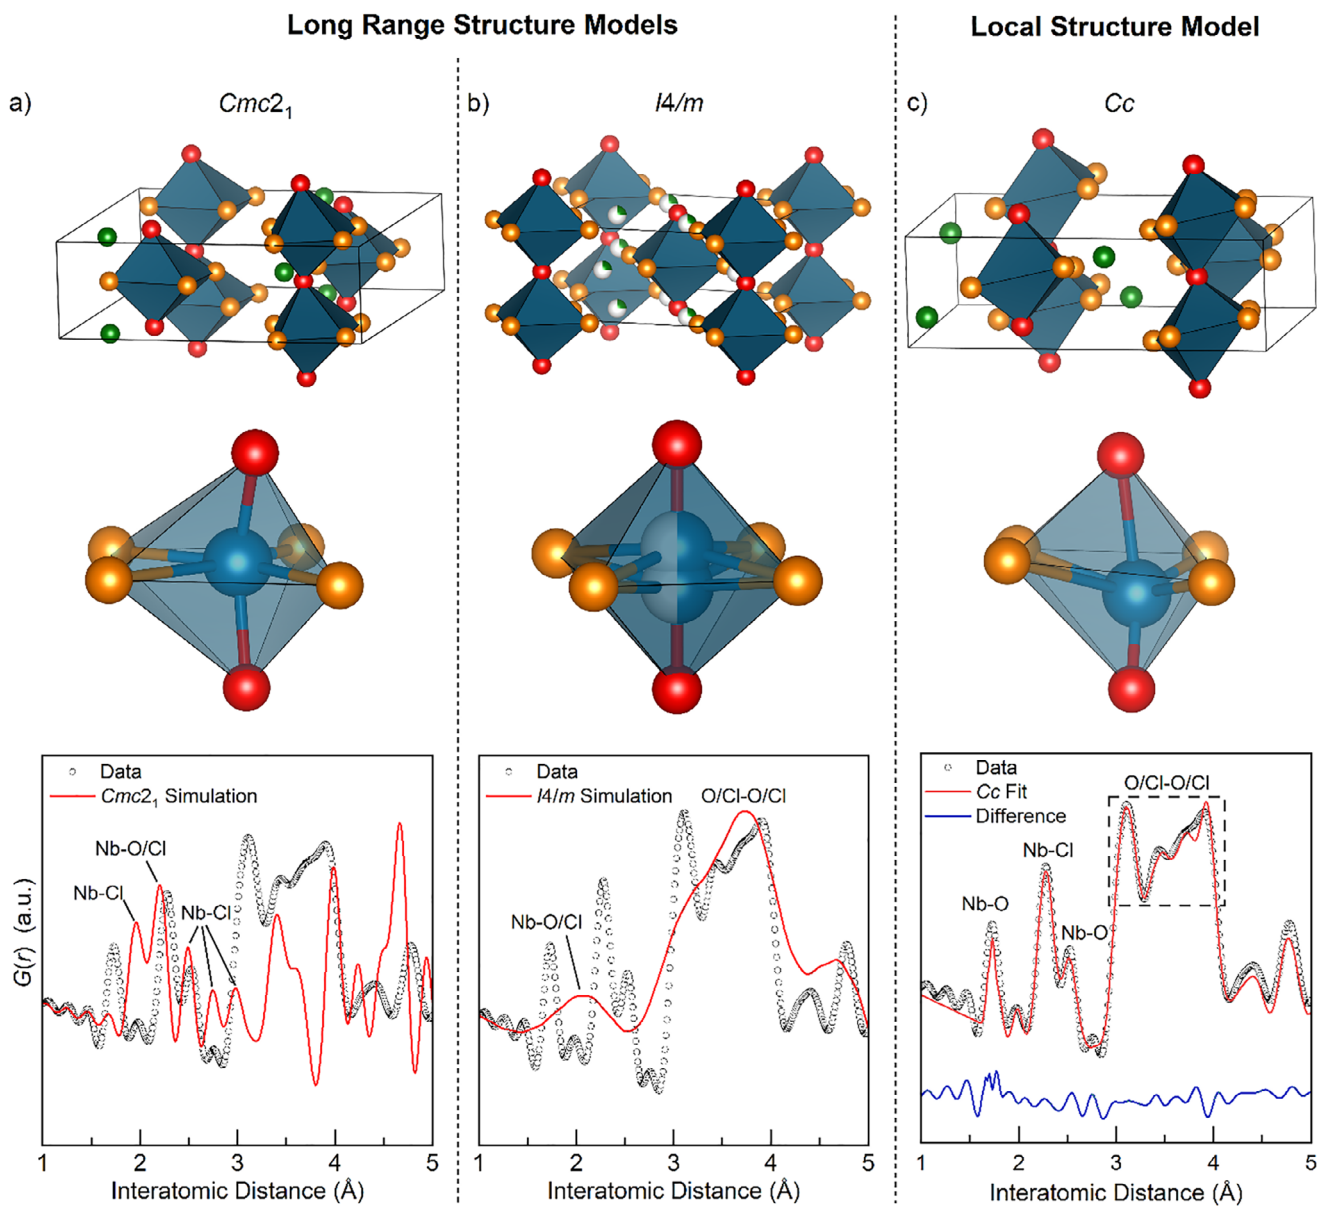 Long Range Structure Models
Local Structure Model
a) Cmc2₁
b) I4/m
c) Cc
Data
Cmc2₁ Simulation
Nb-O/Cl
Nb-Cl
Nb-Cl
G(r) (a.u.)
1 2 3 4 5
Interatomic Distance (Å)
Data
I4/m Simulation
O/Cl-O/Cl
Nb-O/Cl
1 2 3 4 5
Interatomic Distance (Å)
Data
Cc Fit
Difference
O/Cl-O/Cl
Nb-Cl
Nb-O
Nb-O
1 2 3 4 5
Interatomic Distance (Å)